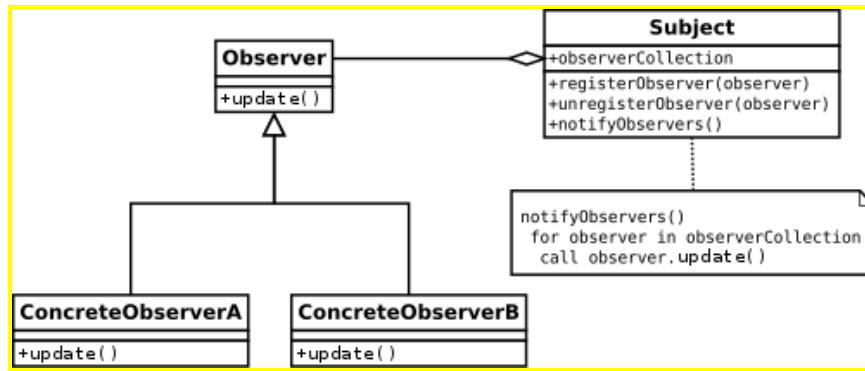 Subject
+observerCollection
+registerObserver(observer)
+unregisterObserver(observer)
+notifyObservers()
Observer
+update()
notifyObservers()
for observer in observerCollection
call observer.update()
ConcreteObserverA
+update()
ConcreteObserverB
+update()